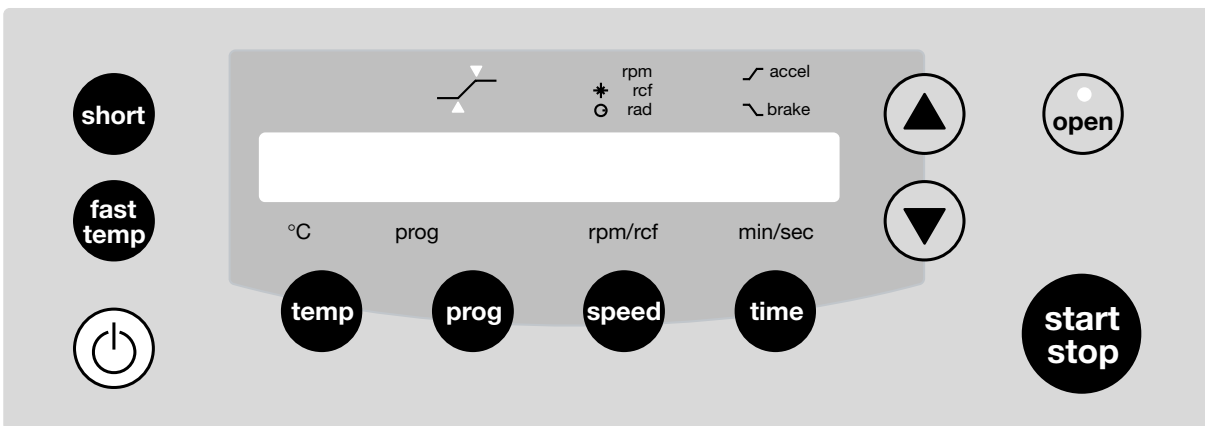 short
fast
temp
rpm
rcf
rad
accel
brake
°C prog rpm/rcf min/sec
temp prog speed time
open
start
stop